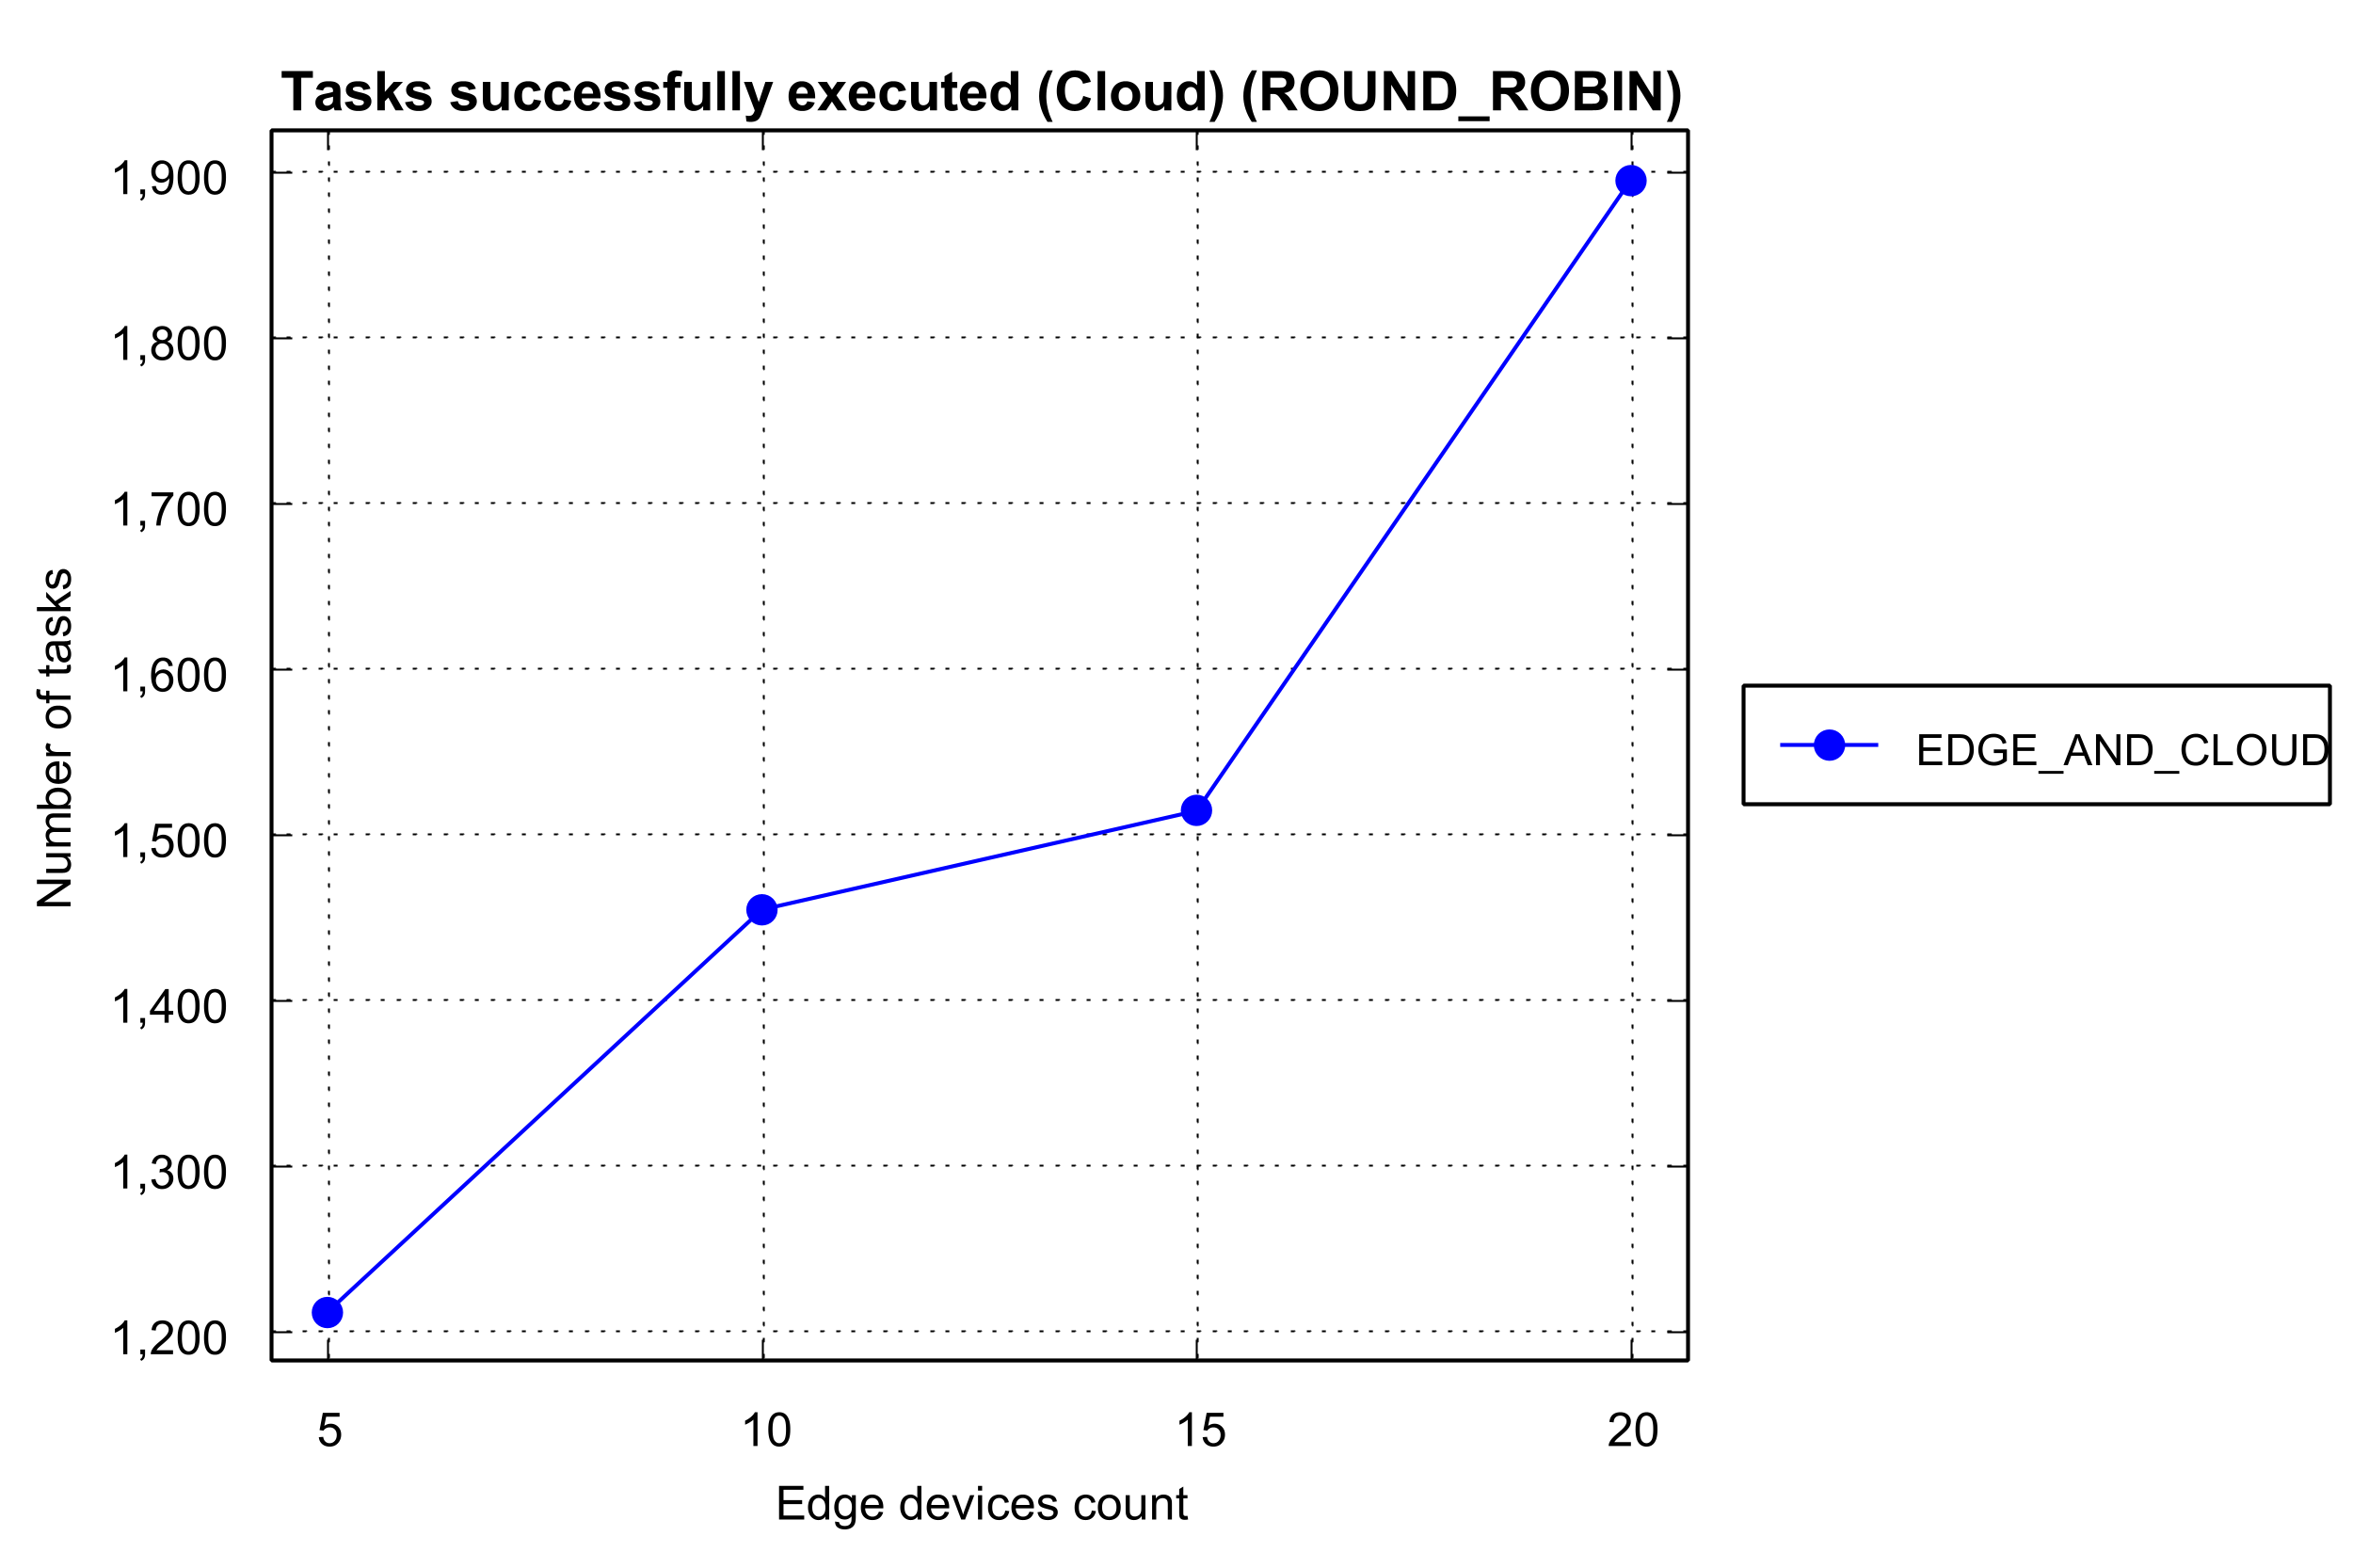 Tasks successfully executed (Cloud) (ROUND_ROBIN)
1,900
1,800
1,700
1,600
1,500
1,400
1,300
1,200
Number of tasks
5 10 15 20
Edge devices count
EDGE_AND_CLOUD